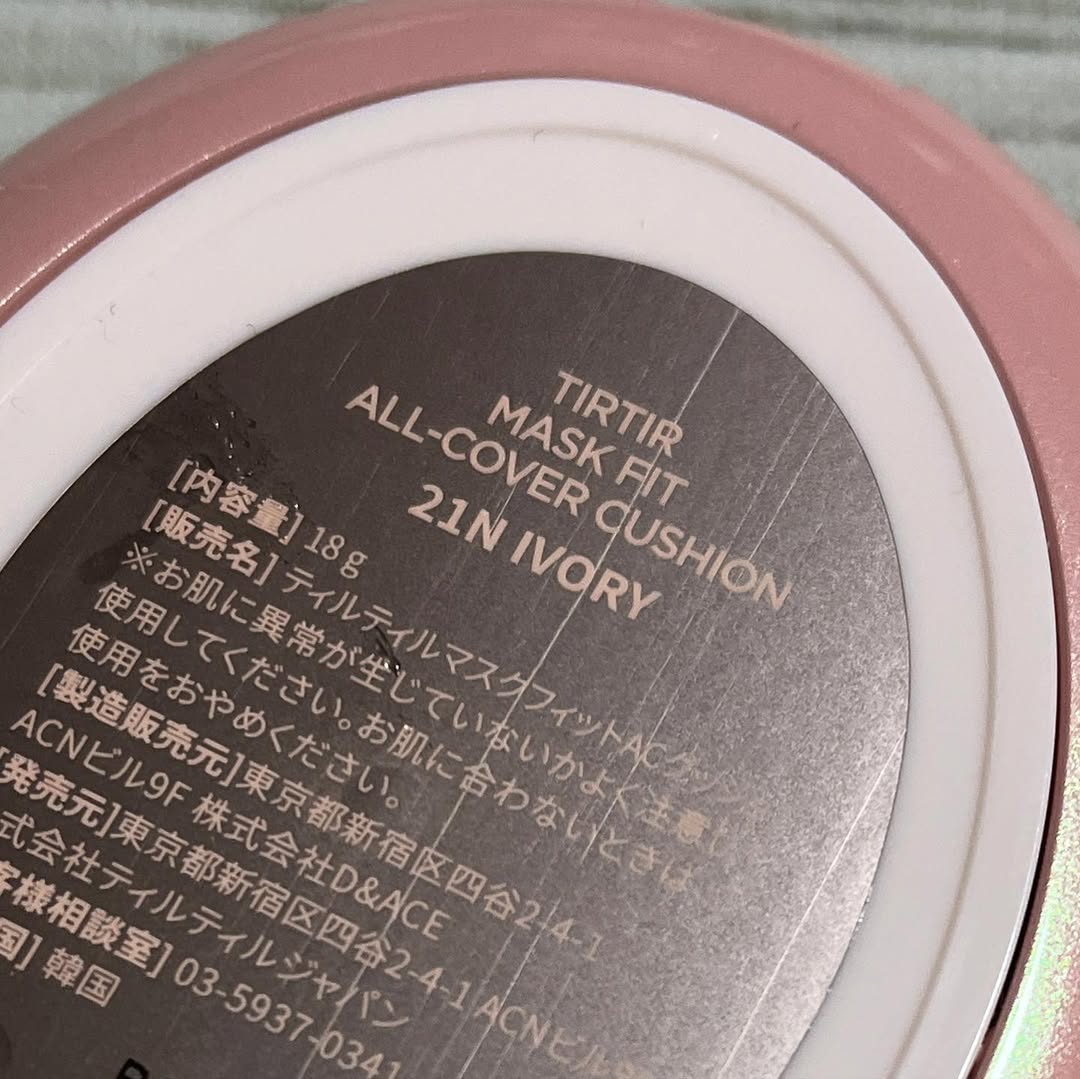 TIRTIR
MASK FIT
ALL-COVER CUSHION
21N IVORY
[内容量] 18g
[販売名] ティルティルマスクフィットACクッシ
※お肌に異常が生じていないかよく注意し
使用してください。お肌に合わないときは
使用をおやめください。
[製造販売元]東京都新宿区四谷2-4-1
ACNビル9F 株式会社D&ACE
発売元]東京都新宿区四谷2-4-1 ACNビル
式会社ティルティルジャパン
客様相談室] 03-5937-0341
国] 韓国